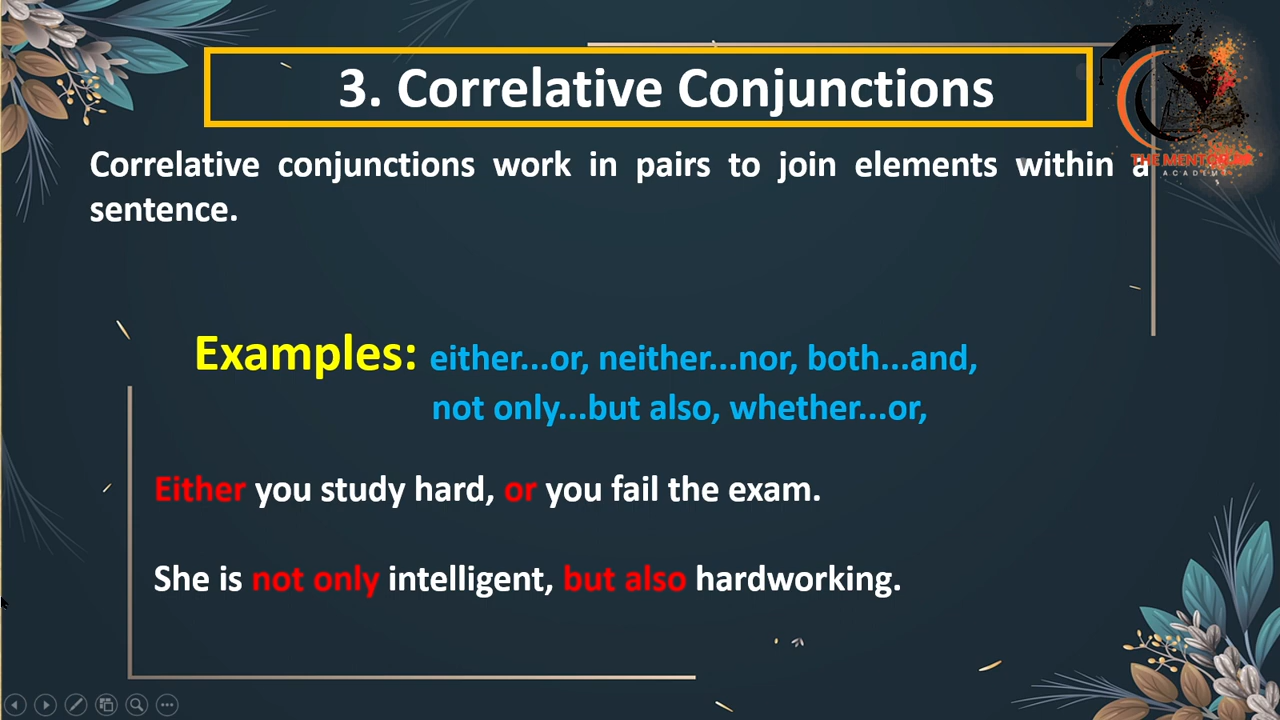 3. Correlative Conjunctions
Correlative conjunctions work in pairs to join elements within a
sentence.
Examples: either...or, neither...nor, both...and,
not only...but also, whether...or,
Either you study hard, or you fail the exam.
She is not only intelligent, but also hardworking.
ACADEMY